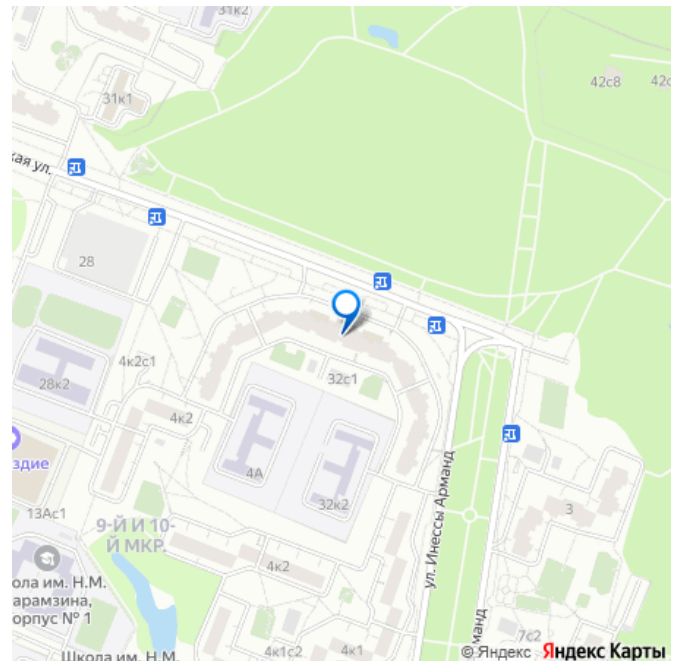 31к2
42с8
42с
31к1
кая ул.
28
4к2с1
32с1
28к2
4к2
здие
4А
13Ас1
32к2
ул. Инессы Арманд
3
9-Й И 10-
Й МКР.
4к2
ола им. Н.М.
арамзина,
орпус № 1
4к1с2
4к1
7с2
манд
Школа им. Н.М.
© Яндекс Яндекс Карты